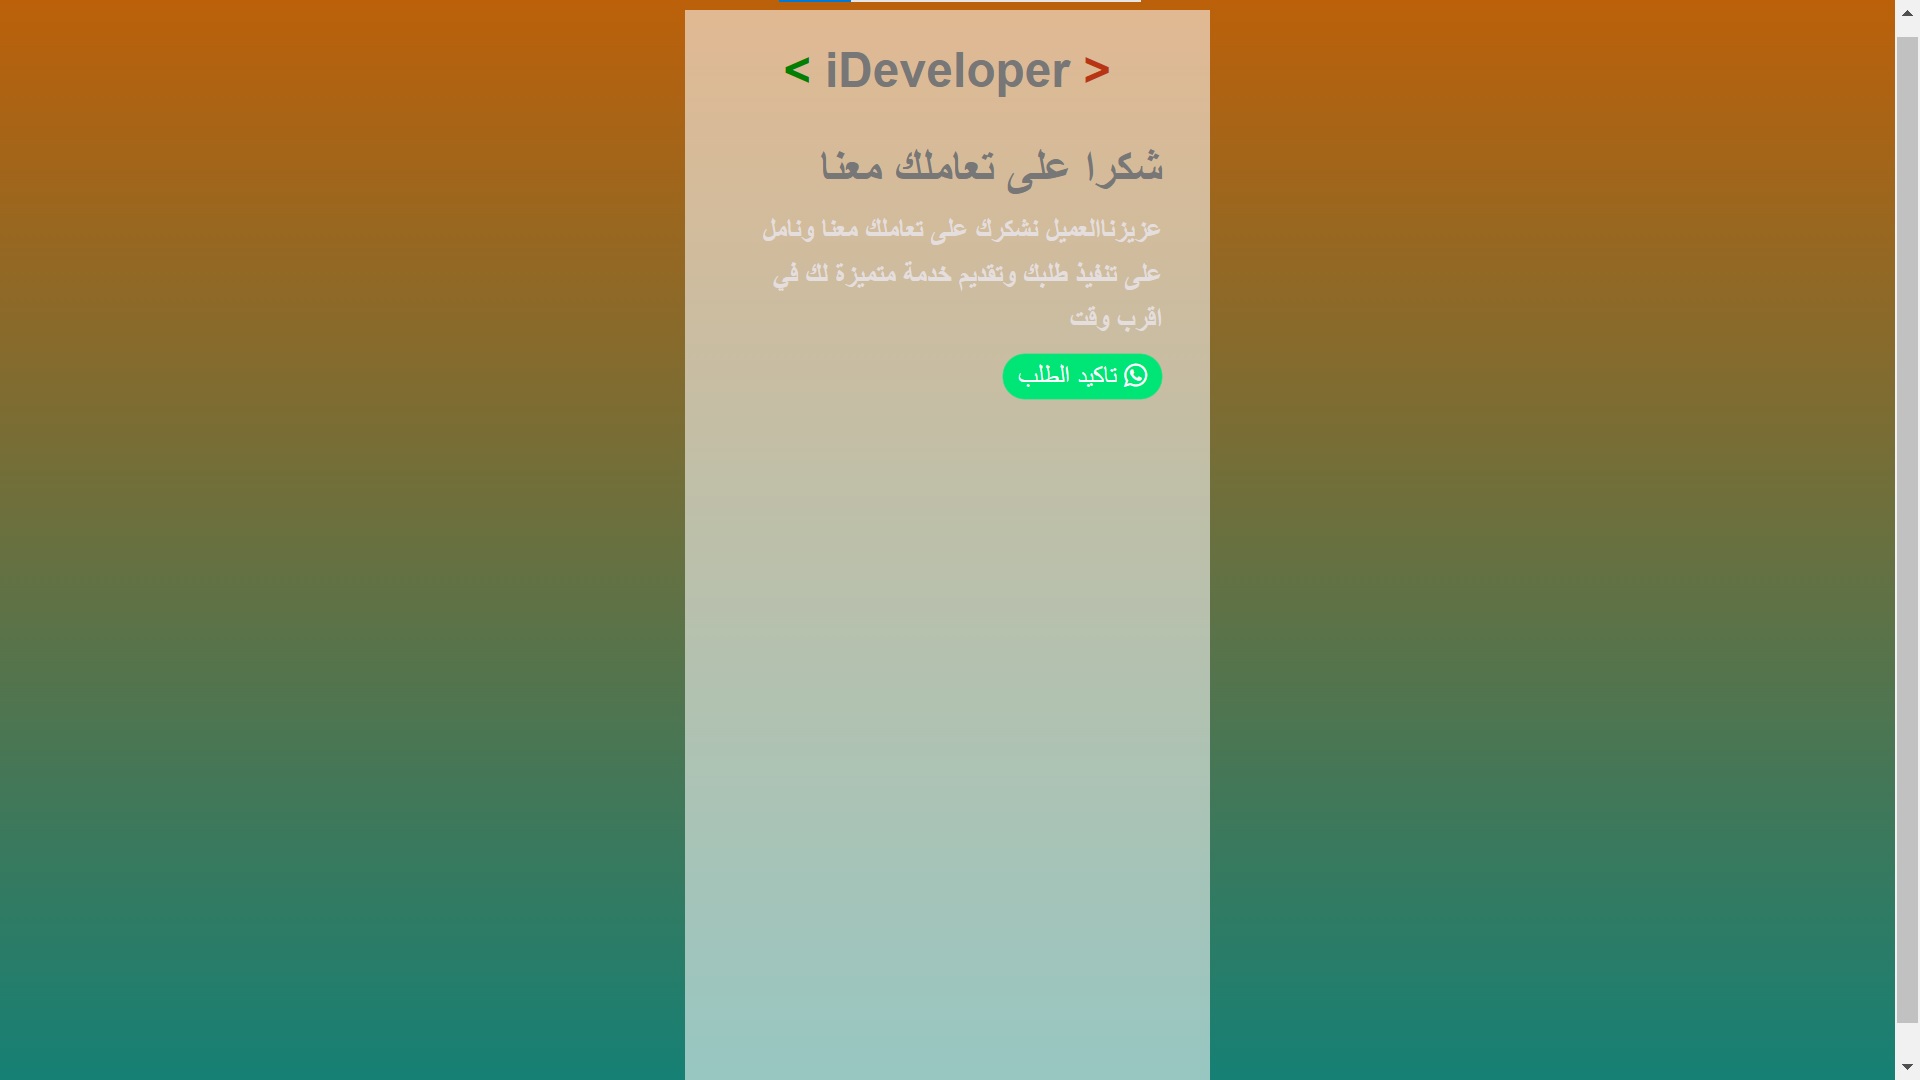 < iDeveloper >
شكرا على تعاملك معنا
عزيزنااالعميل نشكرك على تعاملك معنا ونامل
على تنفيذ طلبك وتقديم خدمة متميزة لك في
اقرب وقت
تاكيد الطلب